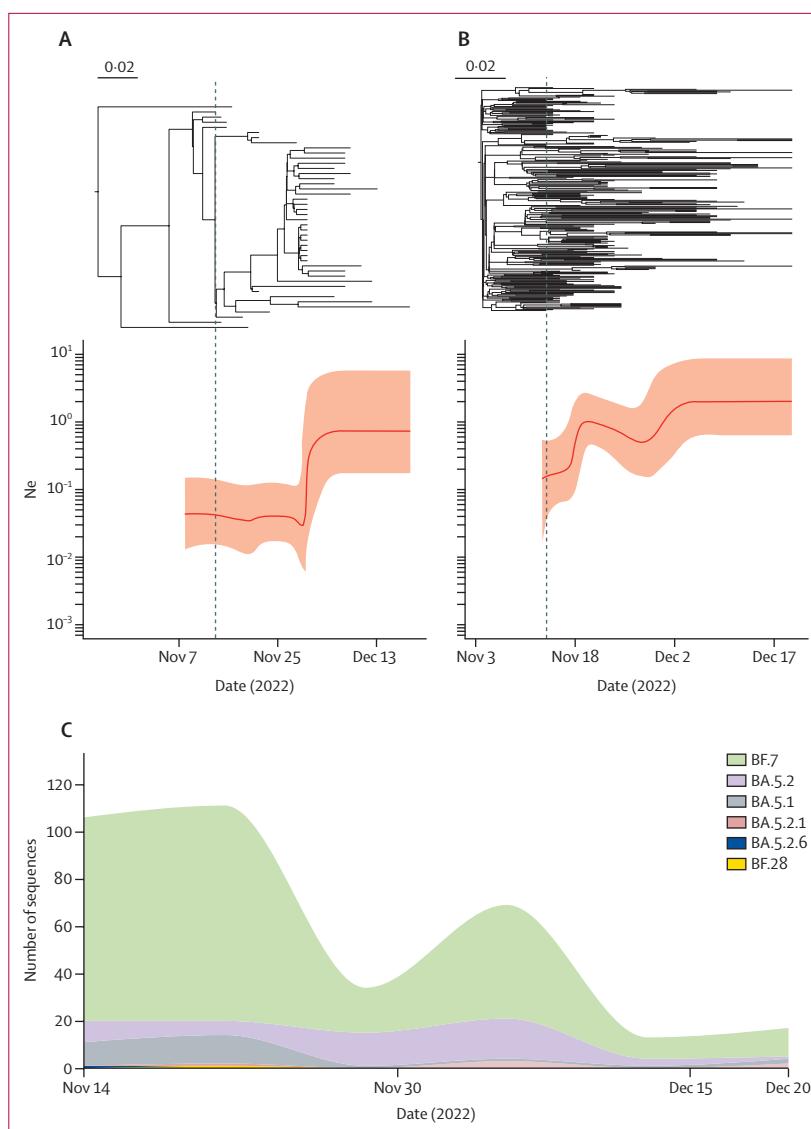 A
B
0·02
0·02
10¹
10⁰
10⁻¹
10⁻²
10⁻³
Ne
Nov 7
Nov 25
Dec 13
Date (2022)
Nov 3
Nov 18
Dec 2
Dec 17
Date (2022)
C
120
100
80
60
40
20
0
Number of sequences
BF.7
BA.5.2
BA.5.1
BA.5.2.1
BA.5.2.6
BF.28
Nov 14
Nov 30
Dec 15
Dec 20
Date (2022)